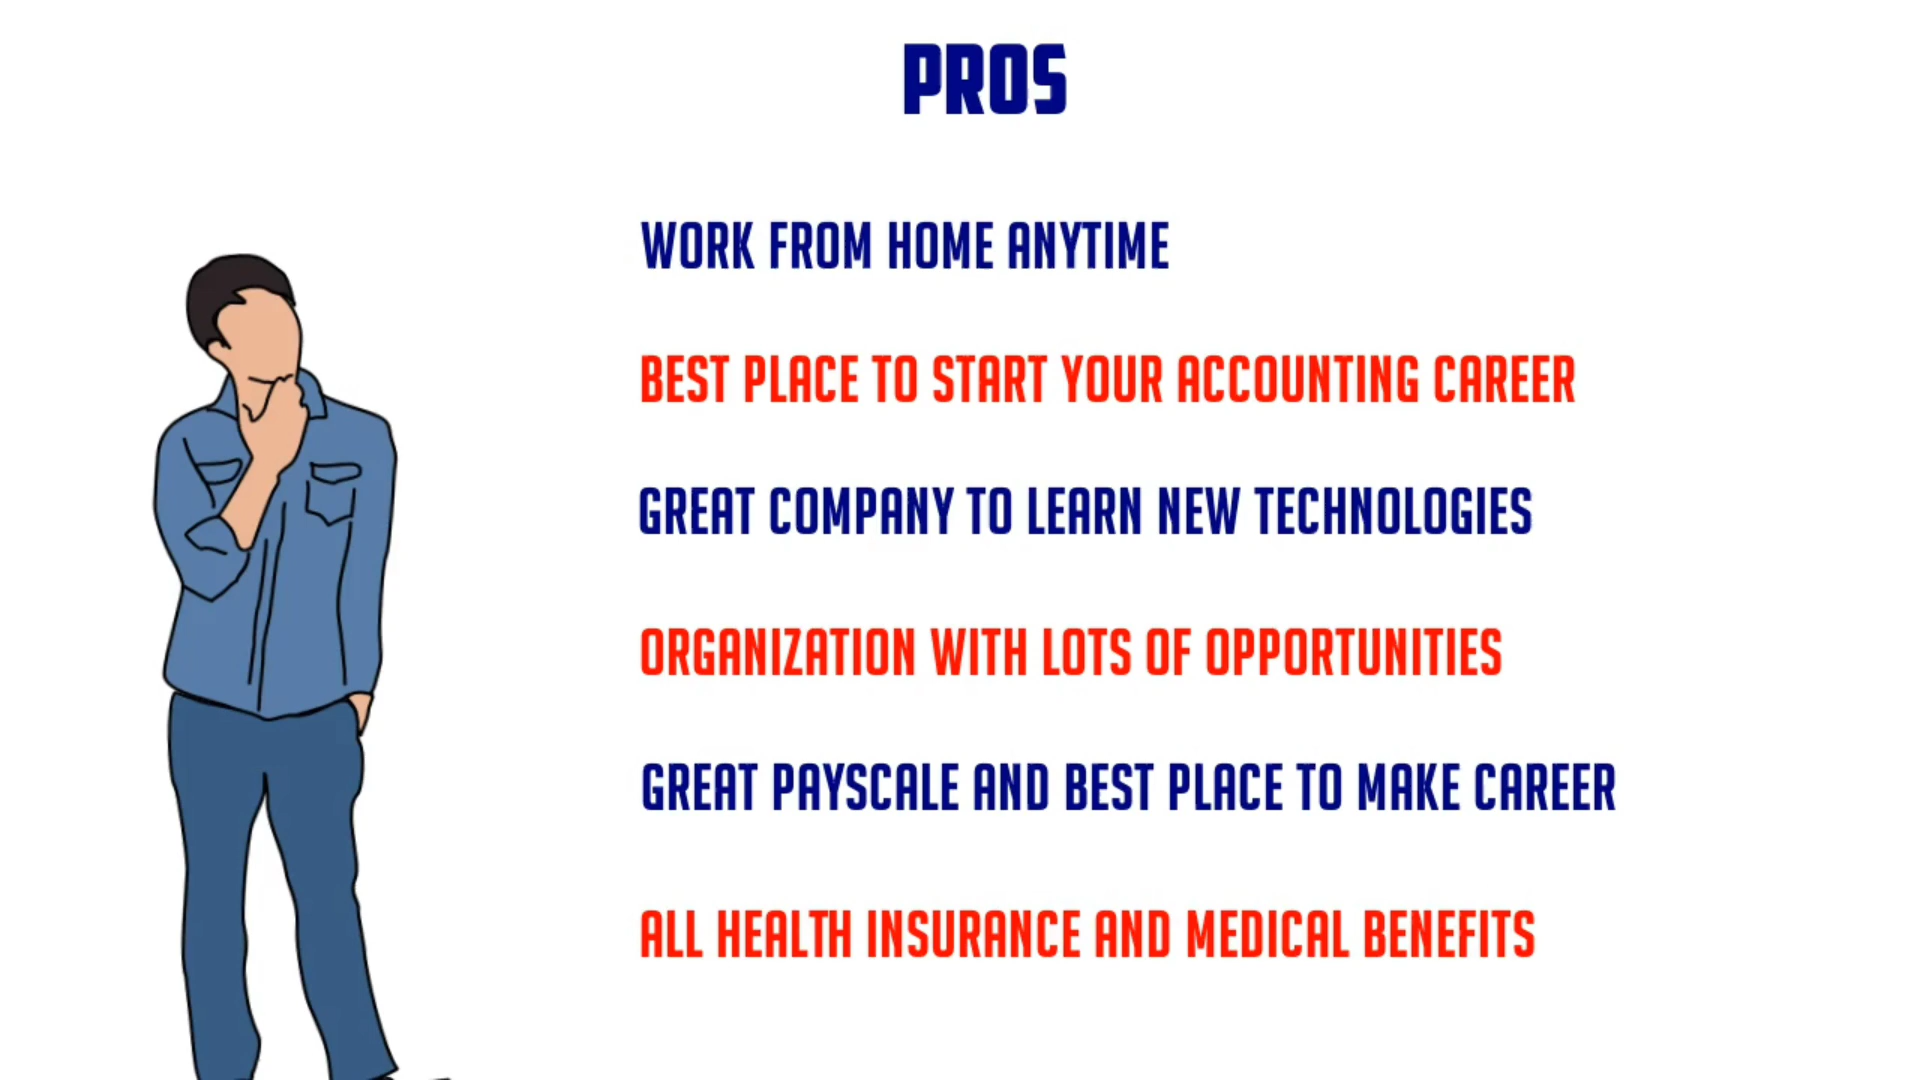 PROS
WORK FROM HOME ANYTIME
BEST PLACE TO START YOUR ACCOUNTING CAREER
GREAT COMPANY TO LEARN NEW TECHNOLOGIES
ORGANIZATION WITH LOTS OF OPPORTUNITIES
GREAT PAYSCALE AND BEST PLACE TO MAKE CAREER
ALL HEALTH INSURANCE AND MEDICAL BENEFITS